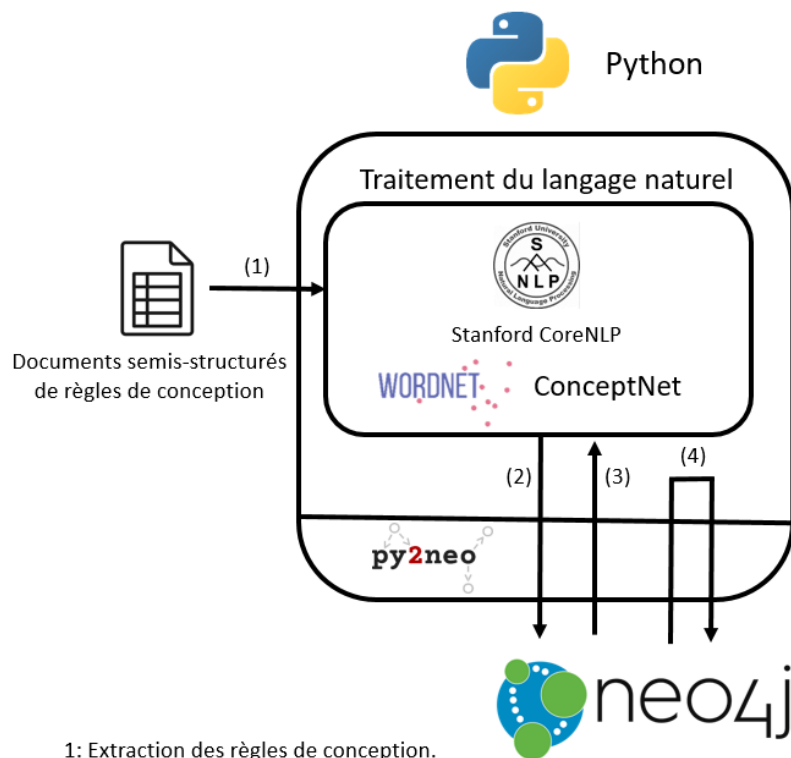 Python
Traitement du langage naturel
Stanford University
S
NLP
Natural Language Processing
(1)
Stanford CoreNLP
Documents semis-structurés
de règles de conception
WORDNET
ConceptNet
(2)
(3)
(4)
py2neo
neo4j
1: Extraction des règles de conception.